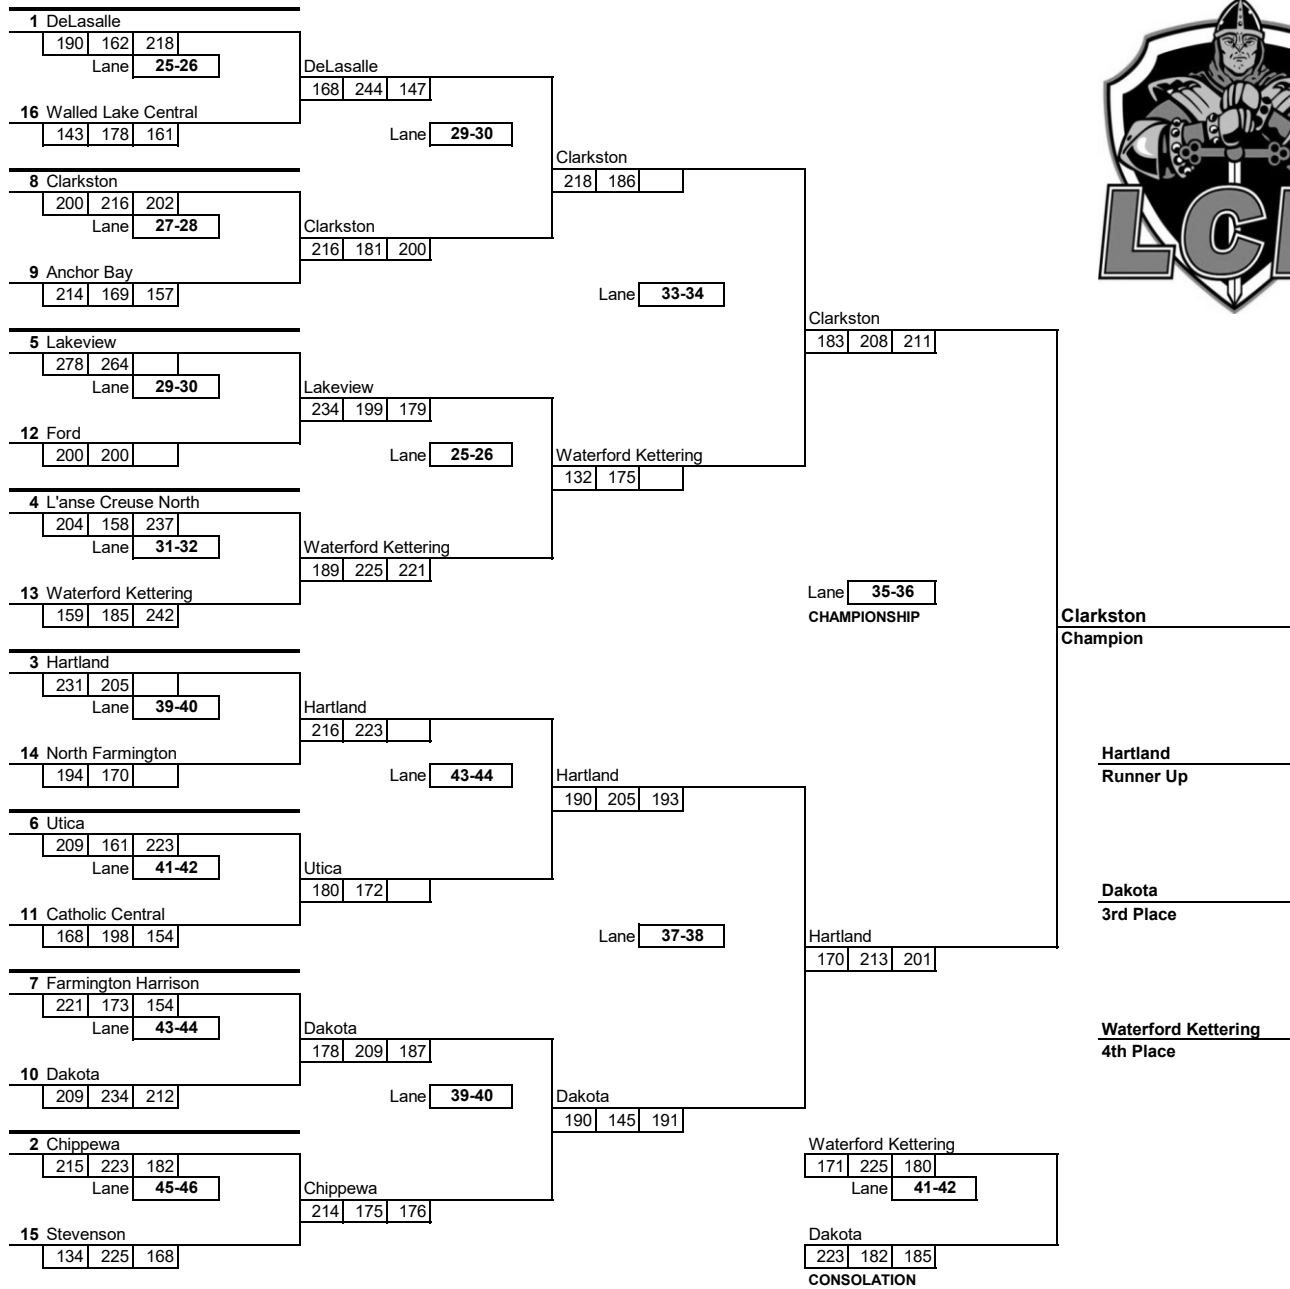 1 DeLasalle
190 162 218
Lane 25-26
16 Walled Lake Central
143 178 161
8 Clarkston
200 216 202
Lane 27-28
9 Anchor Bay
214 169 157
5 Lakeview
278 264
Lane 29-30
12 Ford
200 200
4 L'anse Creuse North
204 158 237
Lane 31-32
13 Waterford Kettering
159 185 242
3 Hartland
231 205
Lane 39-40
14 North Farmington
194 170
6 Utica
209 161 223
Lane 41-42
11 Catholic Central
168 198 154
7 Farmington Harrison
221 173 154
Lane 43-44
10 Dakota
209 234 212
2 Chippewa
215 223 182
Lane 45-46
15 Stevenson
134 225 168
DeLasalle
168 244 147
Lane 29-30
Clarkston
216 181 200
Lakeview
234 199 179
Lane 25-26
Waterford Kettering
189 225 221
Hartland
216 223
Lane 43-44
Utica
180 172
Dakota
178 209 187
Lane 39-40
Chippewa
214 175 176
Clarkston
218 186
Lane 33-34
Waterford Kettering
132 175
Hartland
190 205 193
Lane 37-38
Dakota
190 145 191
Clarkston
183 208 211
Lane 35-36
CHAMPIONSHIP
Hartland
170 213 201
Waterford Kettering
171 225 180
Lane 41-42
Dakota
223 182 185
CONSOLATION
LC
Clarkston
Champion
Hartland
Runner Up
Dakota
3rd Place
Waterford Kettering
4th Place